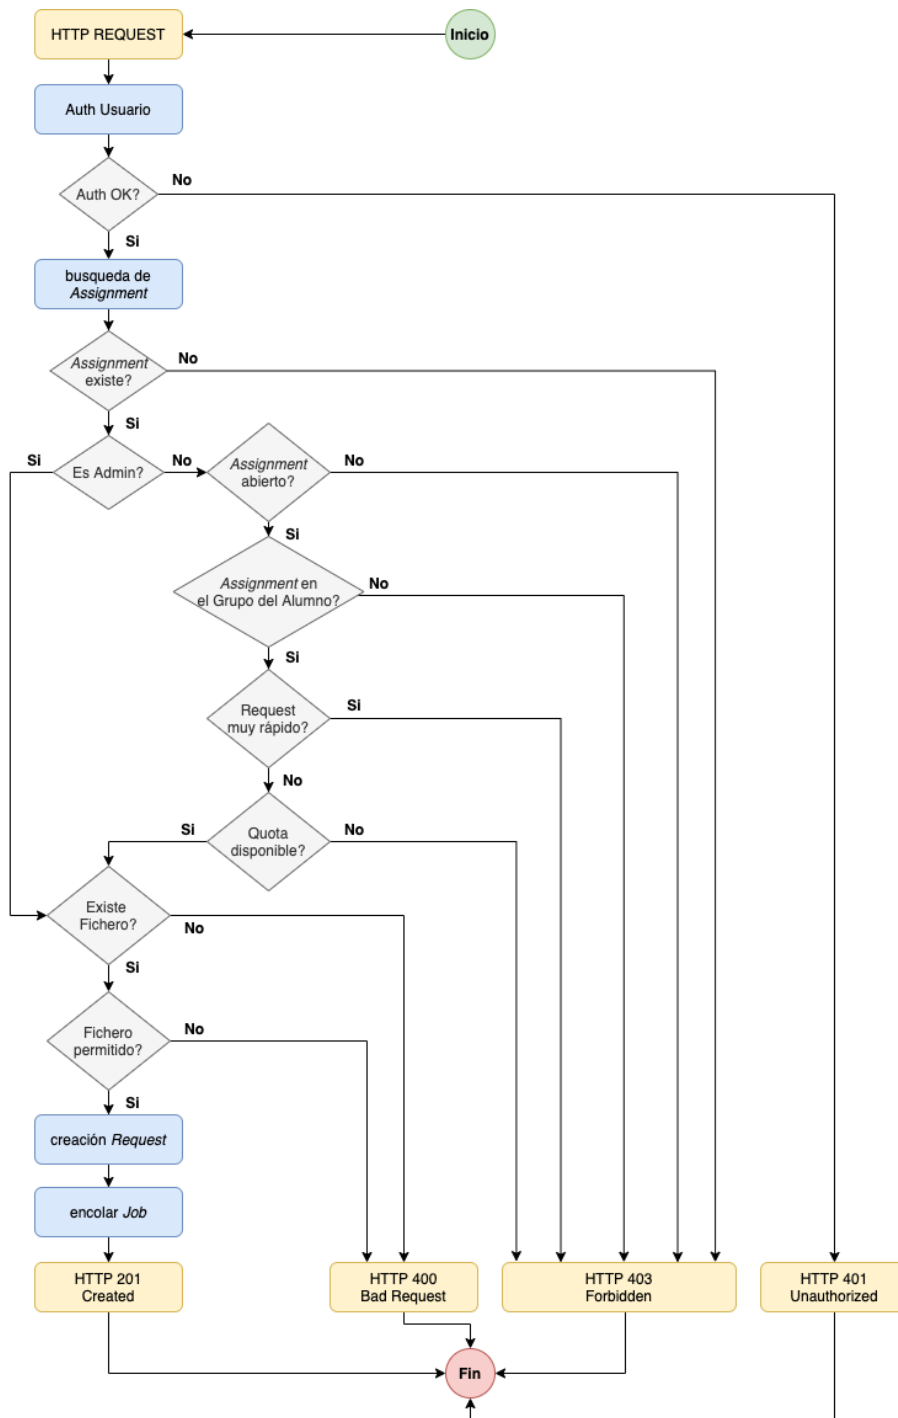 HTTP REQUEST
Inicio
Auth Usuario
Auth OK?
No
Si
busqueda de
Assignment
Assignment
existe?
No
Si
Si
Es Admin?
No
Assignment
abierto?
No
Si
Assignment en
el Grupo del Alumno?
No
Si
Request
muy rápido?
Si
No
Si
Quota
disponible?
No
Existe
Fichero?
No
Si
Fichero
permitido?
No
Si
creación Request
encolar Job
HTTP 201
Created
HTTP 400
Bad Request
HTTP 403
Forbidden
HTTP 401
Unauthorized
Fin